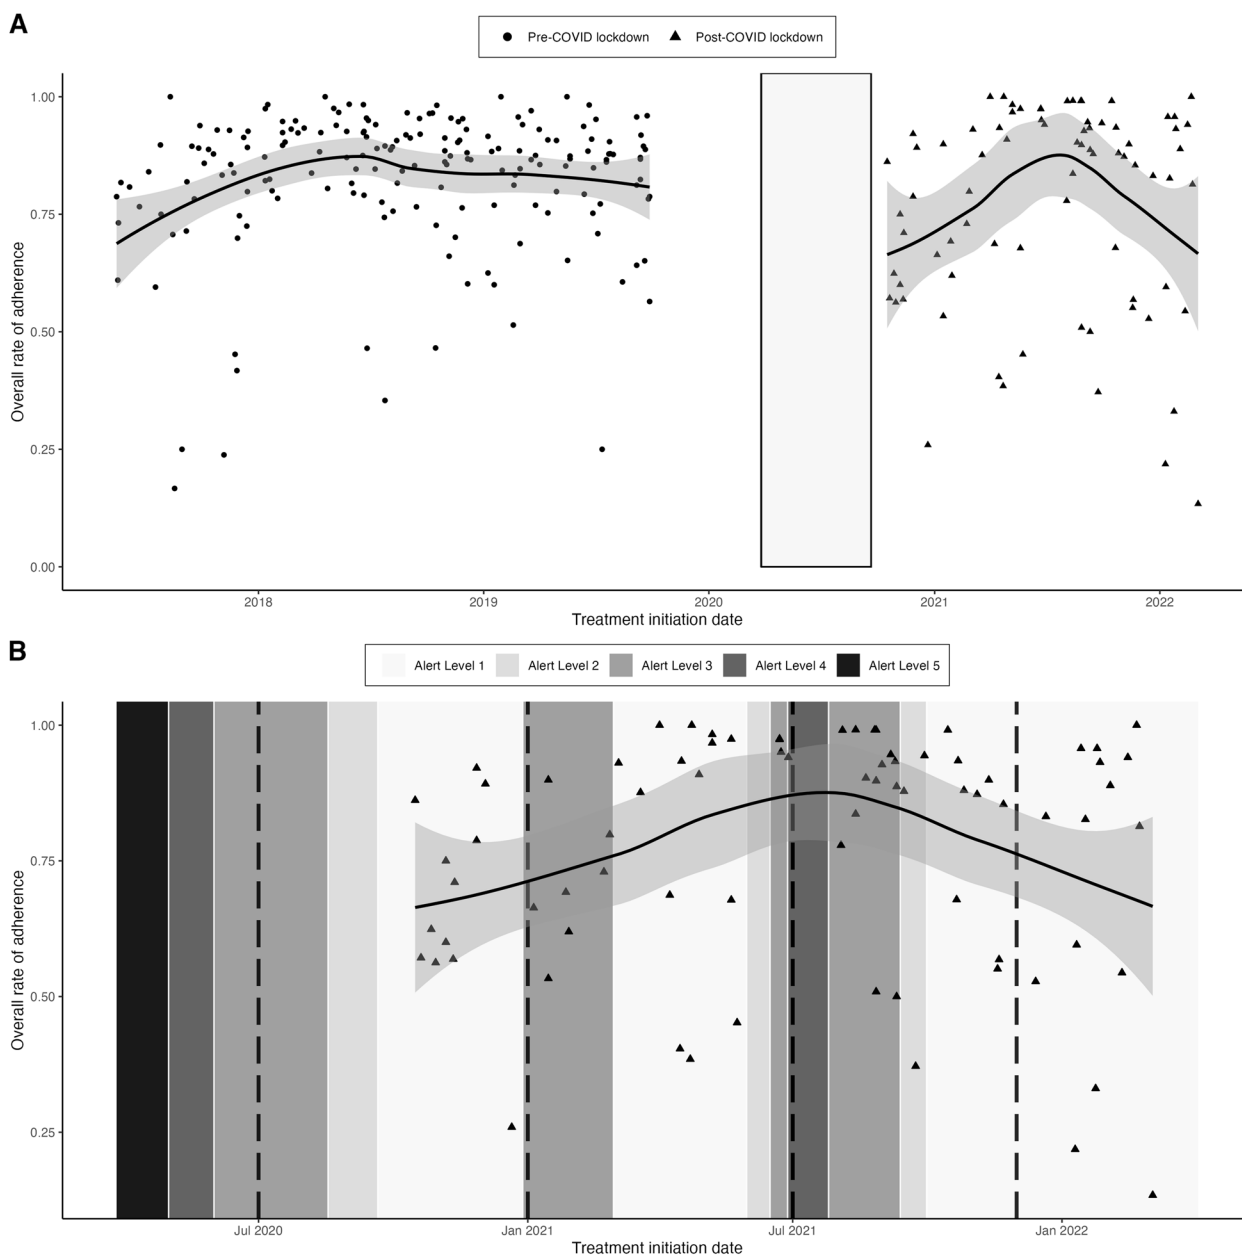 A
Pre-COVID lockdown Post-COVID lockdown
1.00
0.75
0.50
0.25
0.00
Overall rate of adherence
2018 2019 2020 2021 2022
Treatment initiation date
B
Alert Level 1 Alert Level 2 Alert Level 3 Alert Level 4 Alert Level 5
1.00
0.75
0.50
0.25
Overall rate of adherence
Jul 2020 Jan 2021 Jul 2021 Jan 2022
Treatment initiation date